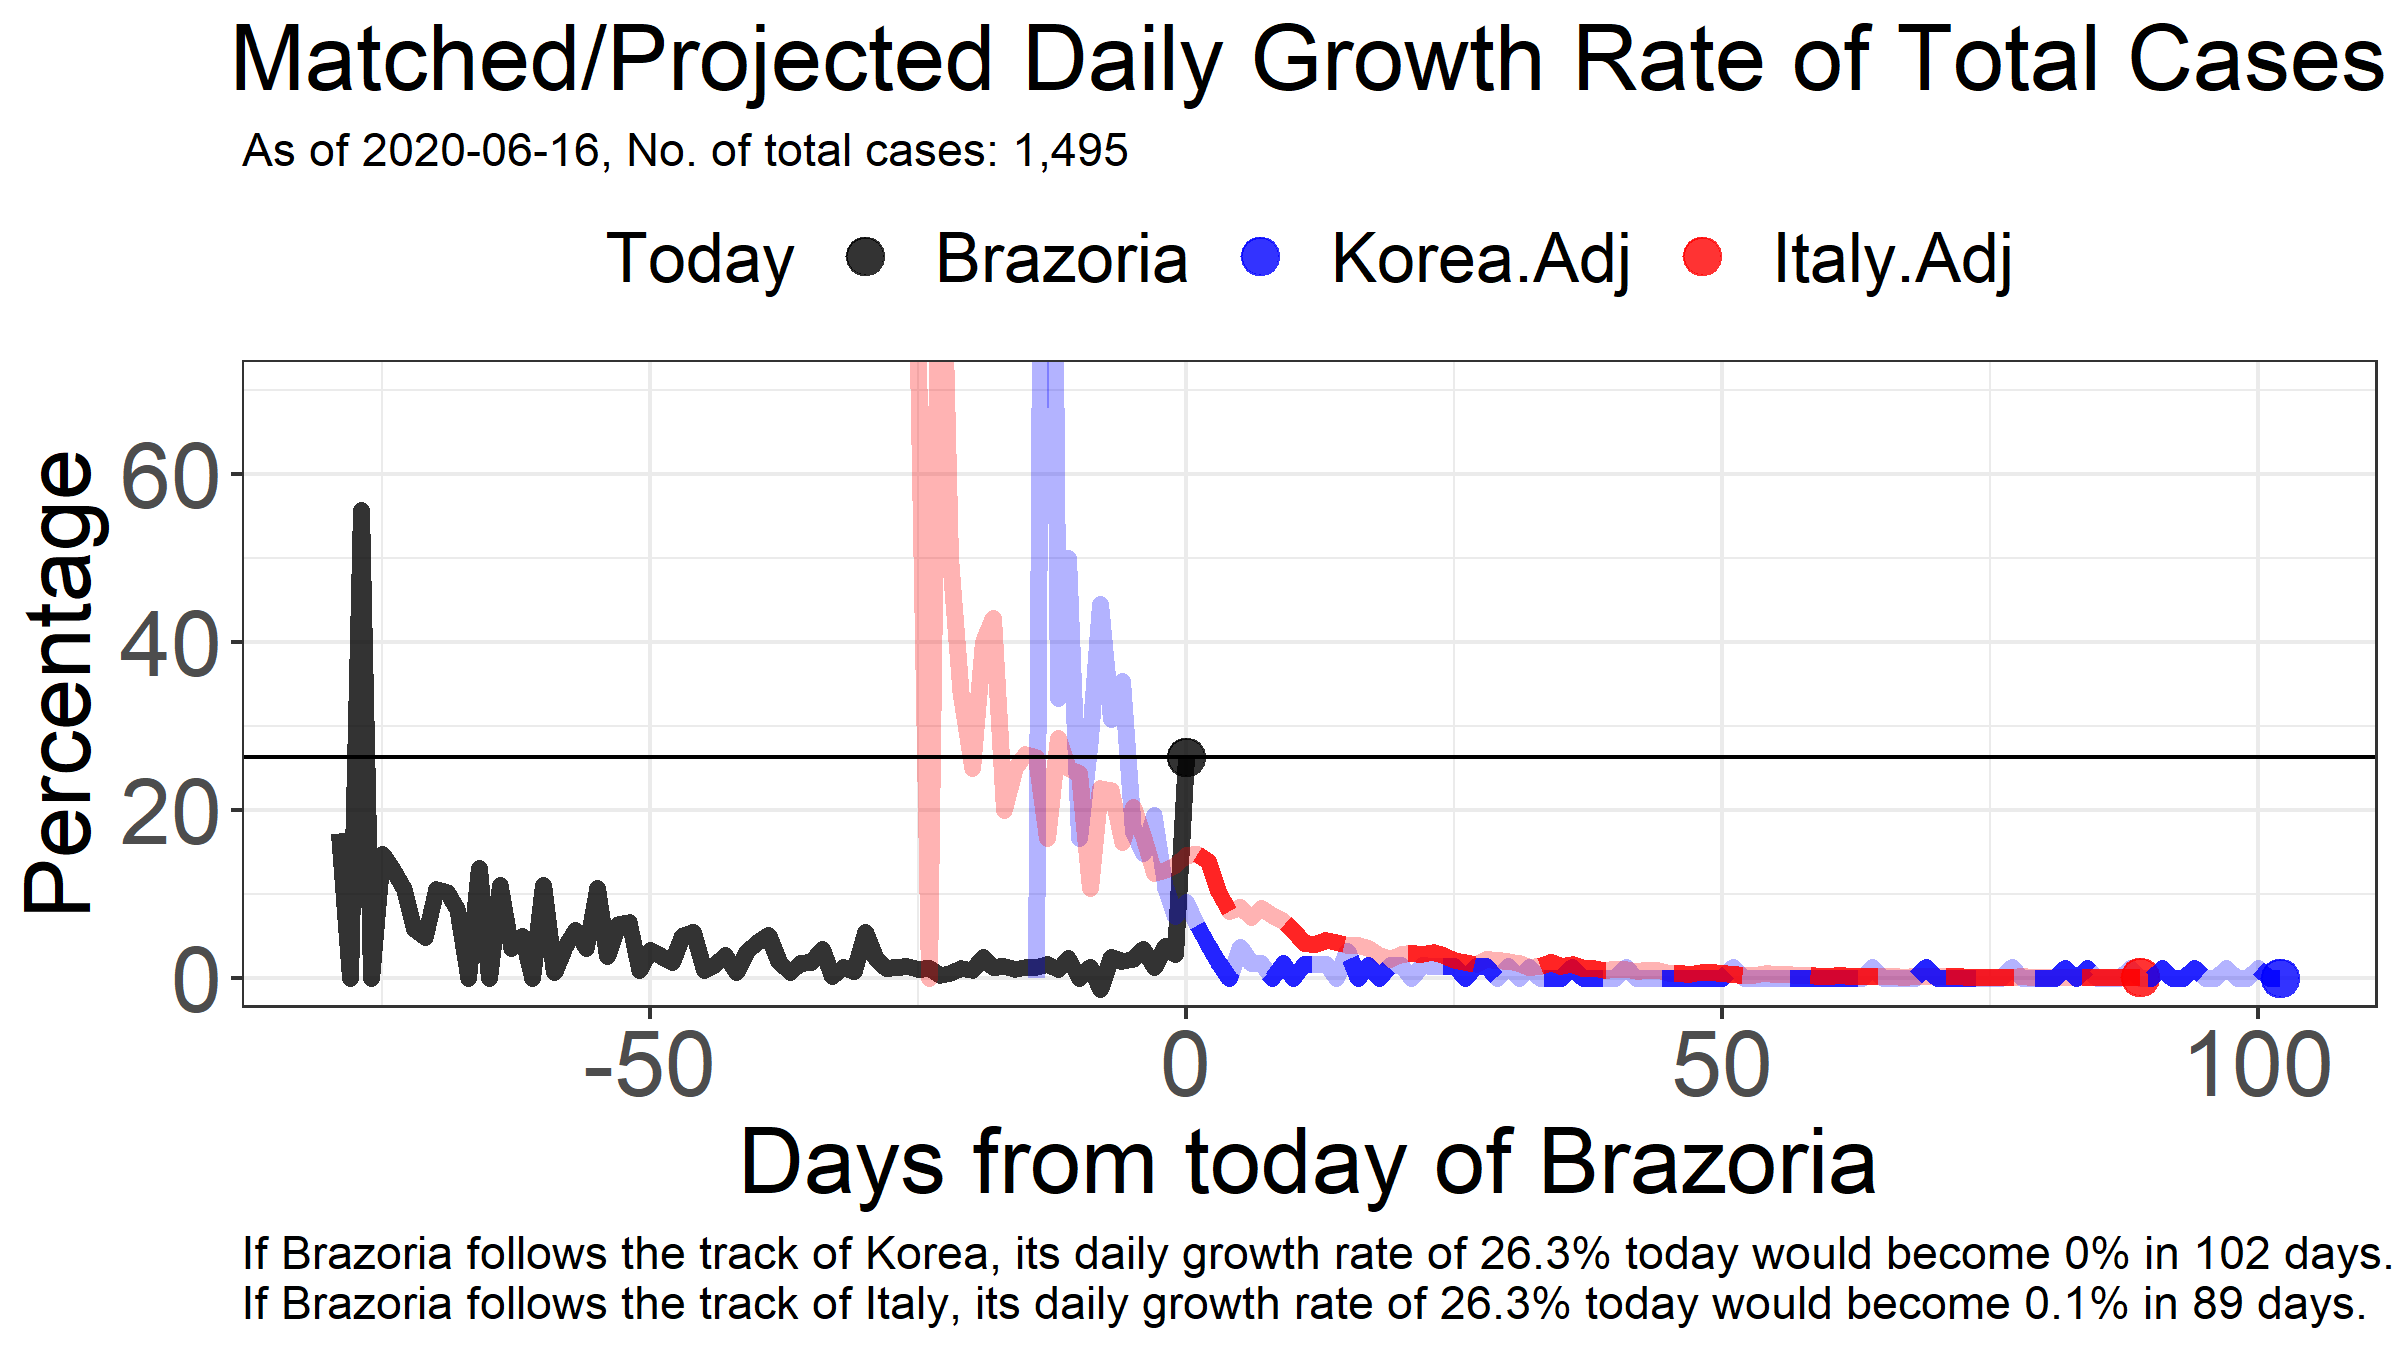 Matched/Projected Daily Growth Rate of Total Cases
As of 2020-06-16, No. of total cases: 1,495
Today Brazoria Korea.Adj Italy.Adj
Percentage
60
40
20
0
-50 0 50 100
Days from today of Brazoria
If Brazoria follows the track of Korea, its daily growth rate of 26.3% today would become 0% in 102 days.
If Brazoria follows the track of Italy, its daily growth rate of 26.3% today would become 0.1% in 89 days.